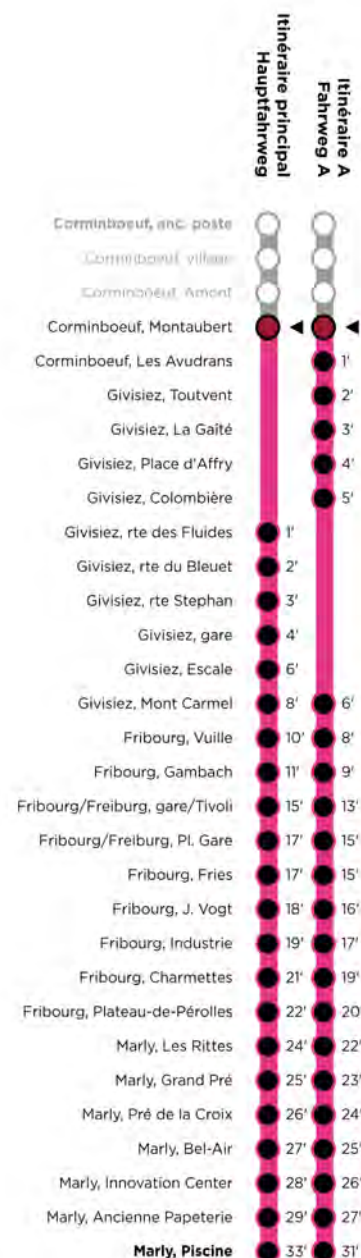 Itinéraire principal
Hauptfahrweg
Itinéraire A
Fahrweg A
Corminboeuf, anc. poste
Corminboeuf, village
Corminboeuf, Amont
Corminboeuf, Montaubert
Corminboeuf, Les Avudrans 1'
Givisiez, Toutvent 2'
Givisiez, La Gaîté 3'
Givisiez, Place d'Affry 4'
Givisiez, Colombière 5'
Givisiez, rte des Fluides 1'
Givisiez, rte du Bleuet 2'
Givisiez, rte Stephan 3'
Givisiez, gare 4'
Givisiez, Escale 6'
Givisiez, Mont Carmel 8' 6'
Fribourg, Vuille 10' 8'
Fribourg, Gambach 11' 9'
Fribourg/Freiburg, gare/Tivoli 15' 13'
Fribourg/Freiburg, Pl. Gare 17' 15'
Fribourg, Fries 17' 15'
Fribourg, J. Vogt 18' 16'
Fribourg, Industrie 19' 17'
Fribourg, Charmettes 21' 19'
Fribourg, Plateau-de-Pérolles 22' 20'
Marly, Les Rittes 24' 22'
Marly, Grand Pré 25' 23'
Marly, Pré de la Croix 26' 24'
Marly, Bel-Air 27' 25'
Marly, Innovation Center 28' 26'
Marly, Ancienne Papeterie 29' 27'
Marly, Piscine 33' 31'